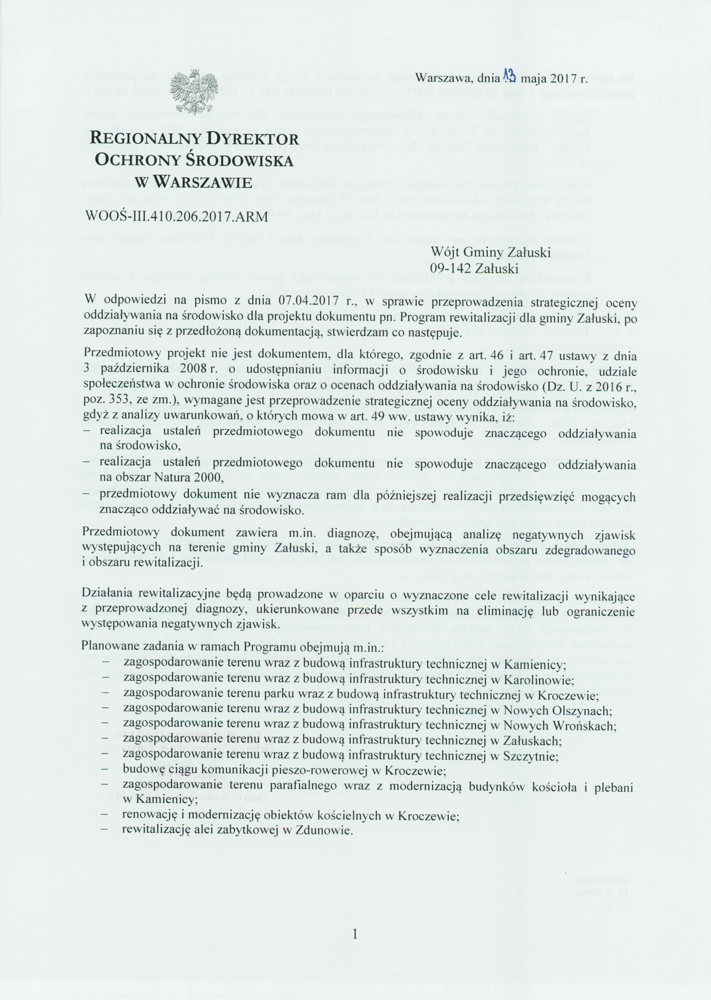 Warszawa, dnia 13 maja 2017 r.
REGIONALNY DYREKTOR
OCHRONY ŚRODOWISKA
W WARSZAWIE
WOOŚ-III.410.206.2017.ARM
Wójt Gminy Załuski
09-142 Załuski
W odpowiedzi na pismo z dnia 07.04.2017 r., w sprawie przeprowadzenia strategicznej oceny
oddziaływania na środowisko dla projektu dokumentu pn. Program rewitalizacji dla gminy Załuski, po
zapoznaniu się z przedłożoną dokumentacją, stwierdzam co następuje.
Przedmiotowy projekt nie jest dokumentem, dla którego, zgodnie z art. 46 i art. 47 ustawy z dnia
3 października 2008 r. o udostępnianiu informacji o środowisku i jego ochronie, udziale
społeczeństwa w ochronie środowiska oraz o ocenach oddziaływania na środowisko (Dz. U. z 2016 r.,
poz. 353, ze zm.), wymagane jest przeprowadzenie strategicznej oceny oddziaływania na środowisko,
gdyż z analizy uwarunkowań, o których mowa w art. 49 ww. ustawy wynika, iż:
– realizacja ustaleń przedmiotowego dokumentu nie spowoduje znaczącego oddziaływania
na środowisko,
– realizacja ustaleń przedmiotowego dokumentu nie spowoduje znaczącego oddziaływania
na obszar Natura 2000,
– przedmiotowy dokument nie wyznacza ram dla późniejszej realizacji przedsięwzięć mogących
znacząco oddziaływać na środowisko.
Przedmiotowy dokument zawiera m.in. diagnozę, obejmującą analizę negatywnych zjawisk
występujących na terenie gminy Załuski, a także sposób wyznaczenia obszaru zdegradowanego
i obszaru rewitalizacji.
Działania rewitalizacyjne będą prowadzone w oparciu o wyznaczone cele rewitalizacji wynikające
z przeprowadzonej diagnozy, ukierunkowane przede wszystkim na eliminację lub ograniczenie
występowania negatywnych zjawisk.
Planowane zadania w ramach Programu obejmują m.in.:
– zagospodarowanie terenu wraz z budową infrastruktury technicznej w Kamienicy;
– zagospodarowanie terenu wraz z budową infrastruktury technicznej w Karolinowie;
– zagospodarowanie terenu parku wraz z budową infrastruktury technicznej w Kroczewie;
– zagospodarowanie terenu wraz z budową infrastruktury technicznej w Nowych Olszynach;
– zagospodarowanie terenu wraz z budową infrastruktury technicznej w Nowych Wrońskach;
– zagospodarowanie terenu wraz z budową infrastruktury technicznej w Załuskach;
– zagospodarowanie terenu wraz z budową infrastruktury technicznej w Szczytnie;
– budowę ciągu komunikacji pieszo-rowerowej w Kroczewie;
– zagospodarowanie terenu parafialnego wraz z modernizacją budynków kościoła i plebani
w Kamienicy;
– renowację i modernizację obiektów kościelnych w Kroczewie;
– rewitalizację alei zabytkowej w Zdunowie.
1